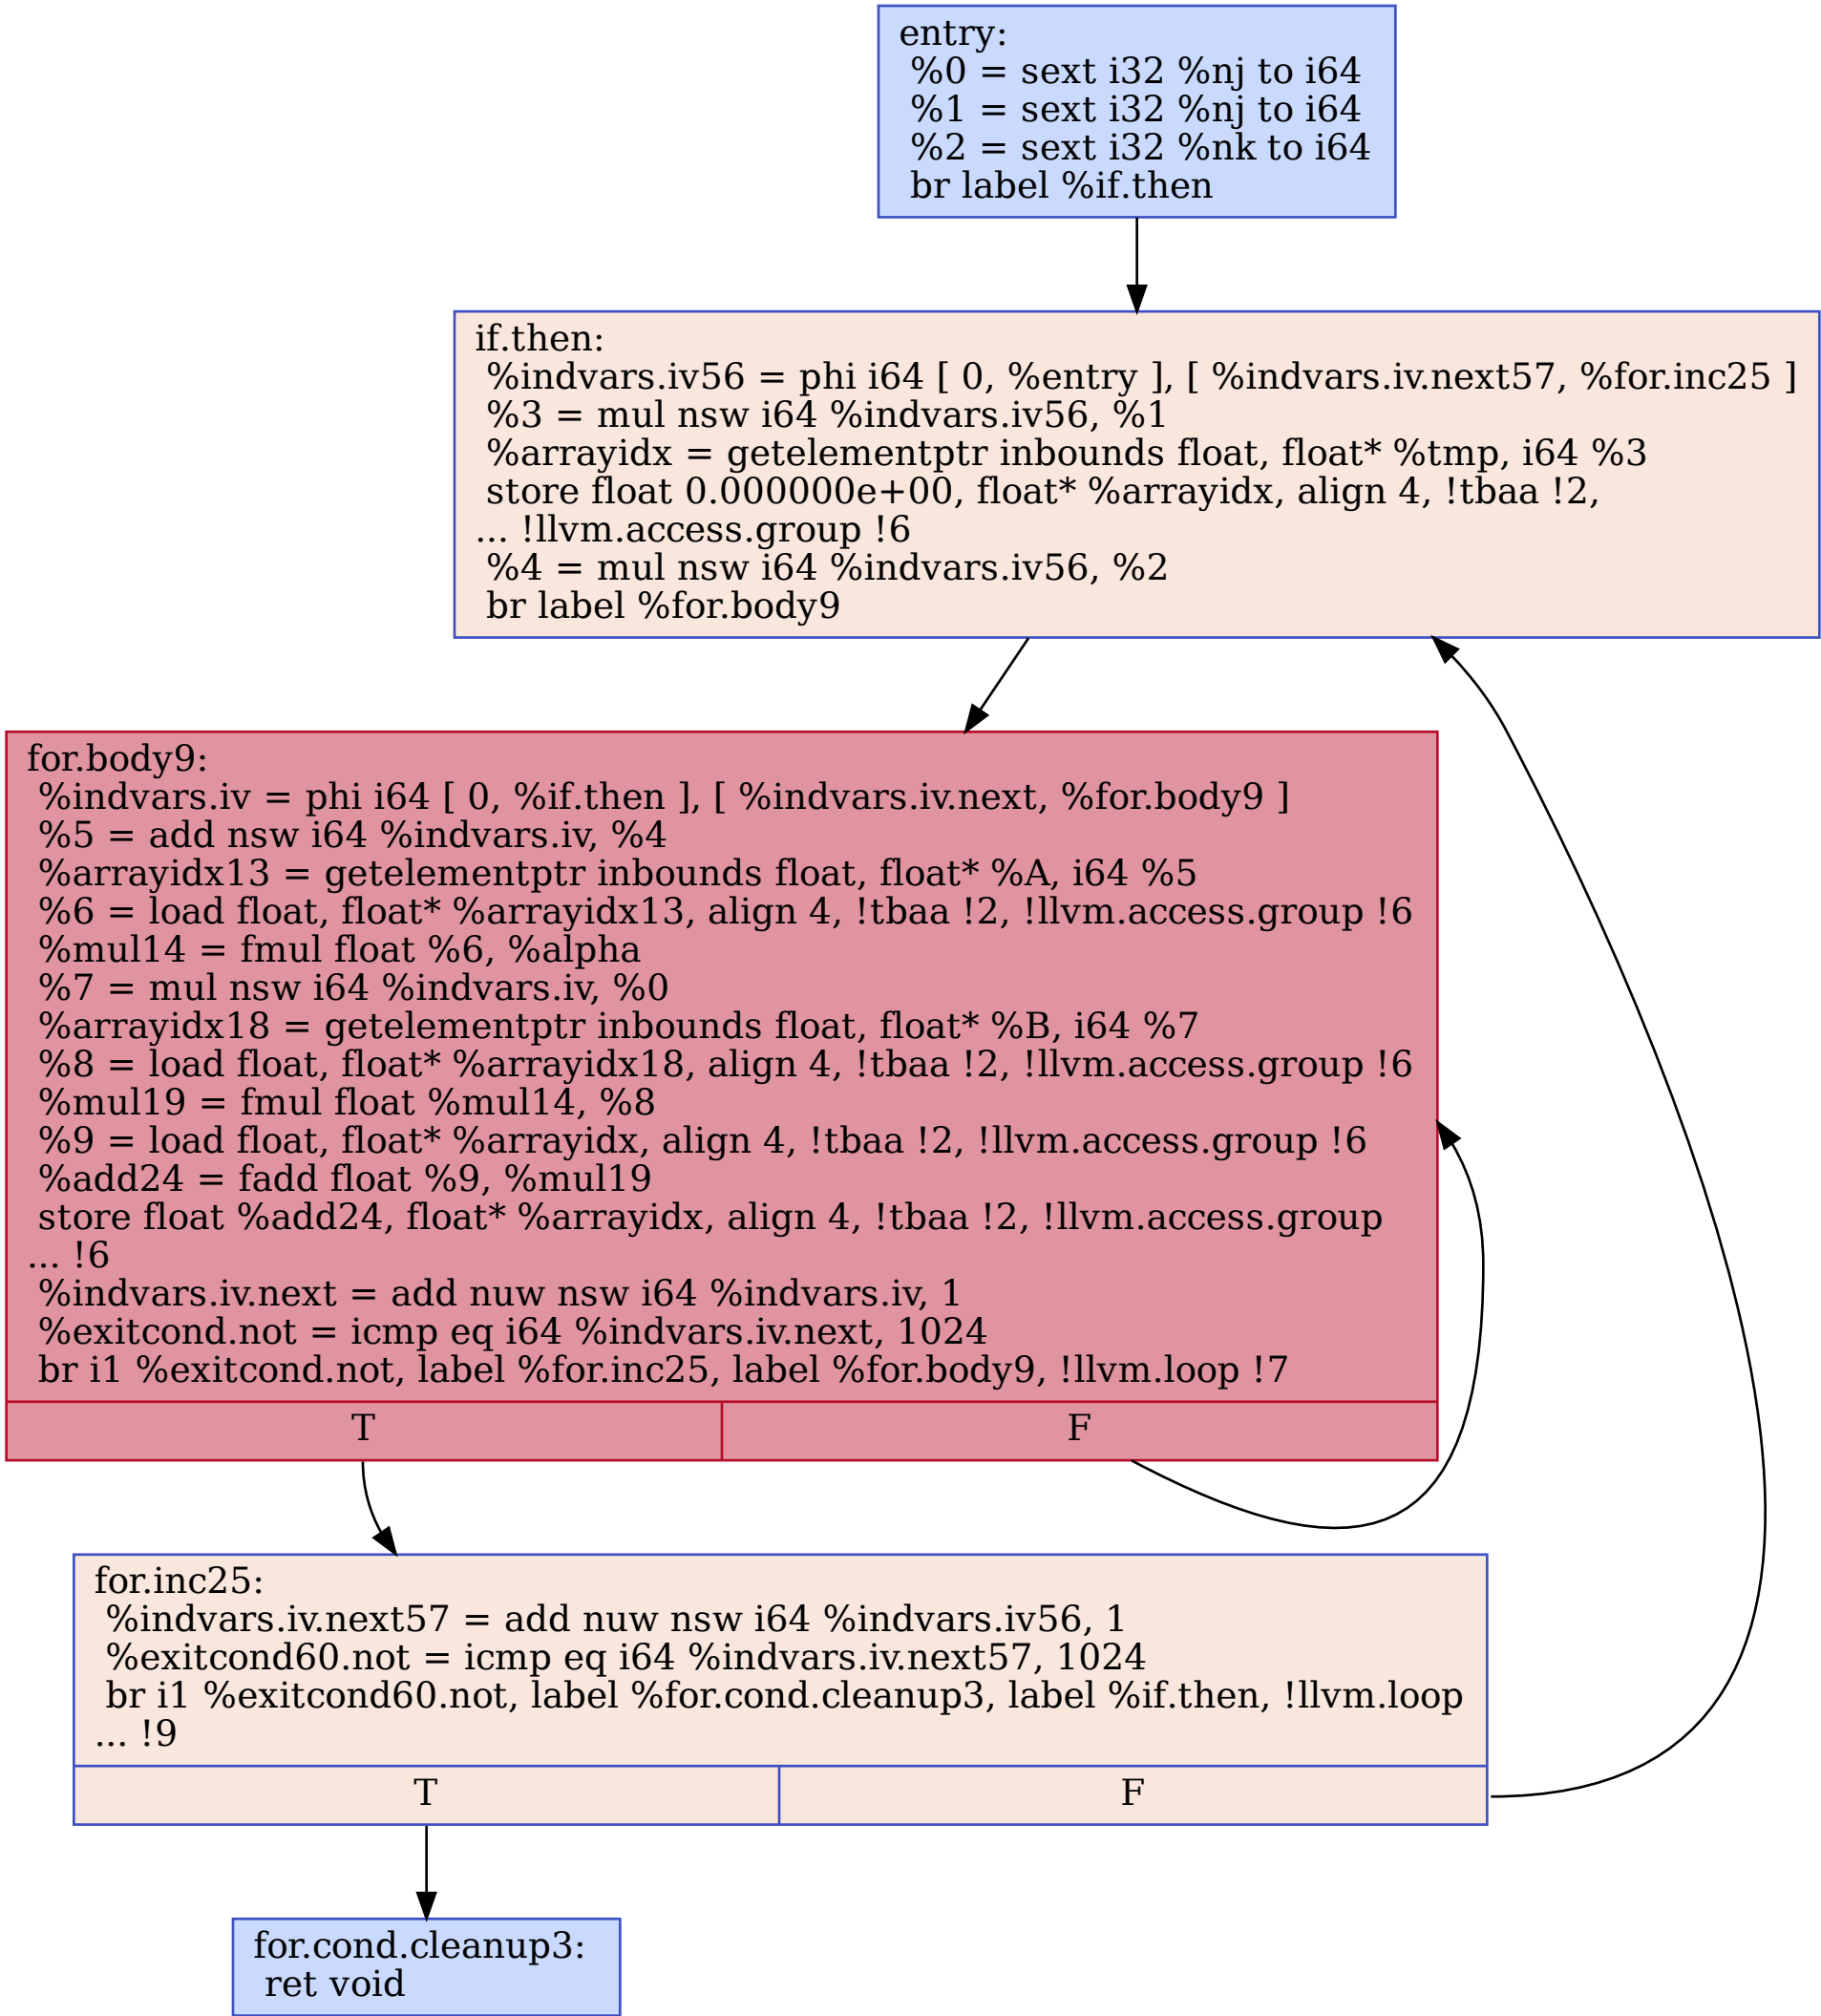 entry:
%0 = sext i32 %nj to i64
%1 = sext i32 %nj to i64
%2 = sext i32 %nk to i64
br label %if.then
if.then:
%indvars.iv56 = phi i64 [ 0, %entry ], [ %indvars.iv.next57, %for.inc25 ]
%3 = mul nsw i64 %indvars.iv56, %1
%arrayidx = getelementptr inbounds float, float* %tmp, i64 %3
store float 0.000000e+00, float* %arrayidx, align 4, !tbaa !2,
... !llvm.access.group !6
%4 = mul nsw i64 %indvars.iv56, %2
br label %for.body9
for.body9:
%indvars.iv = phi i64 [ 0, %if.then ], [ %indvars.iv.next, %for.body9 ]
%5 = add nsw i64 %indvars.iv, %4
%arrayidx13 = getelementptr inbounds float, float* %A, i64 %5
%6 = load float, float* %arrayidx13, align 4, !tbaa !2, !llvm.access.group !6
%mul14 = fmul float %6, %alpha
%7 = mul nsw i64 %indvars.iv, %0
%arrayidx18 = getelementptr inbounds float, float* %B, i64 %7
%8 = load float, float* %arrayidx18, align 4, !tbaa !2, !llvm.access.group !6
%mul19 = fmul float %mul14, %8
%9 = load float, float* %arrayidx, align 4, !tbaa !2, !llvm.access.group !6
%add24 = fadd float %9, %mul19
store float %add24, float* %arrayidx, align 4, !tbaa !2, !llvm.access.group
... !6
%indvars.iv.next = add nuw nsw i64 %indvars.iv, 1
%exitcond.not = icmp eq i64 %indvars.iv.next, 1024
br i1 %exitcond.not, label %for.inc25, label %for.body9, !llvm.loop !7
T F
for.inc25:
%indvars.iv.next57 = add nuw nsw i64 %indvars.iv56, 1
%exitcond60.not = icmp eq i64 %indvars.iv.next57, 1024
br i1 %exitcond60.not, label %for.cond.cleanup3, label %if.then, !llvm.loop
... !9
T F
for.cond.cleanup3:
ret void